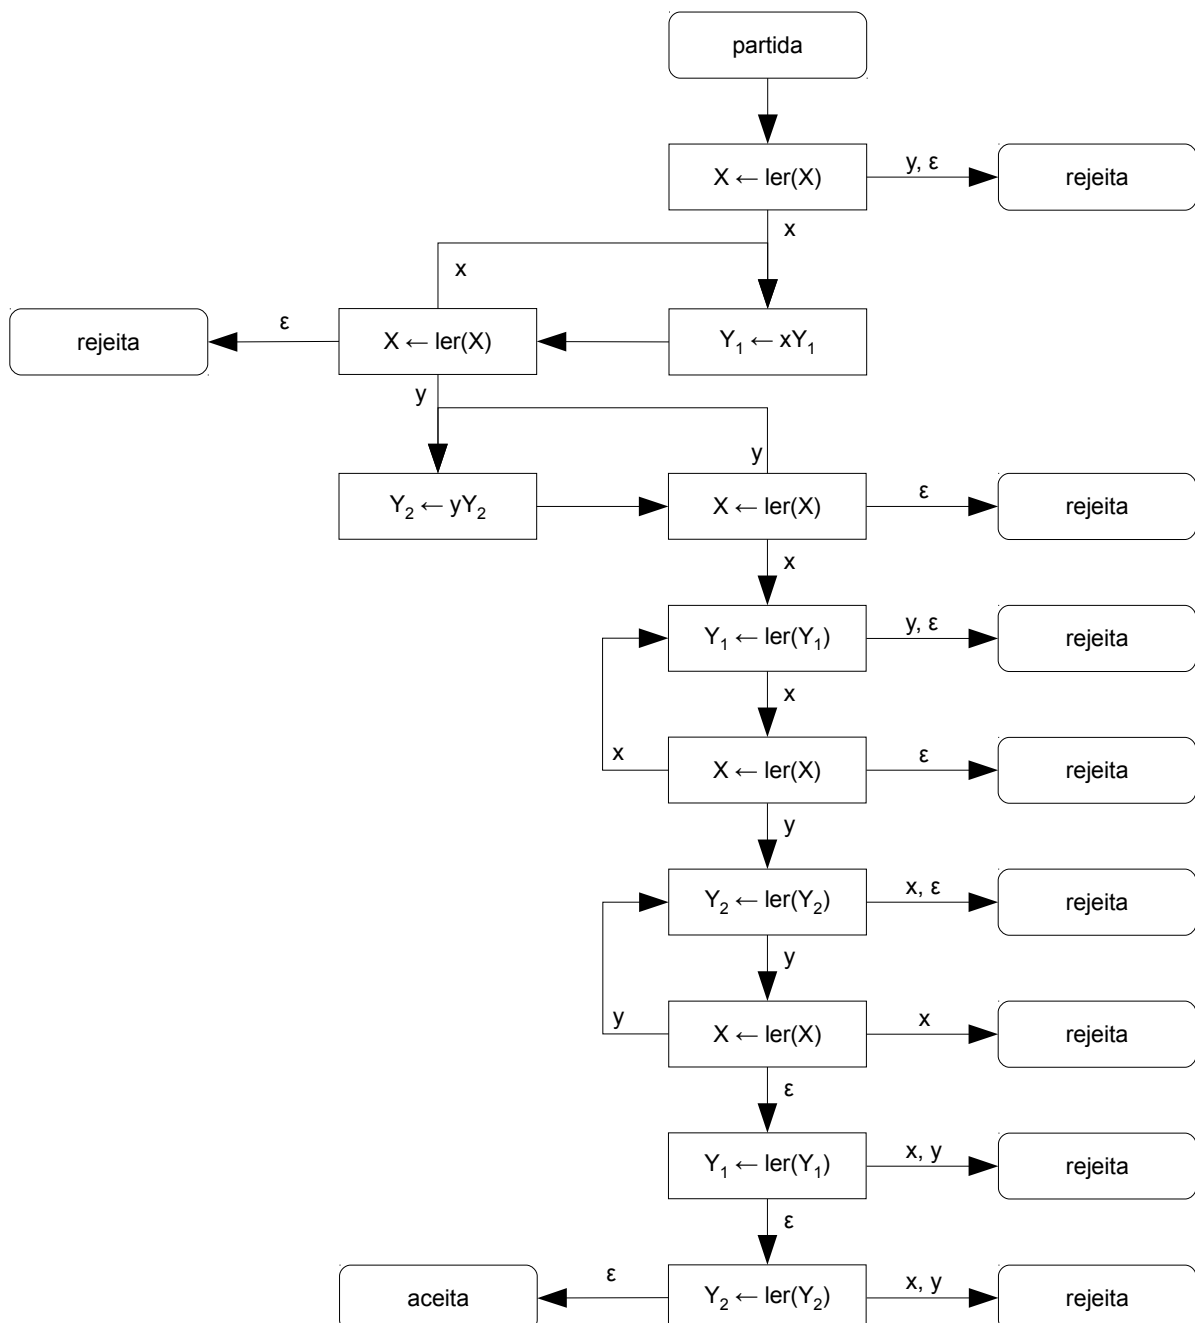 partida
X ← ler(X)
y, ε
rejeita
x
x
rejeita
ε
X ← ler(X)
Y₁ ← xY₁
y
y
Y₂ ← yY₂
X ← ler(X)
ε
rejeita
x
Y₁ ← ler(Y₁)
y, ε
rejeita
x
x
X ← ler(X)
ε
rejeita
y
Y₂ ← ler(Y₂)
x, ε
rejeita
y
y
X ← ler(X)
x
rejeita
ε
Y₁ ← ler(Y₁)
x, y
rejeita
ε
aceita
ε
Y₂ ← ler(Y₂)
x, y
rejeita